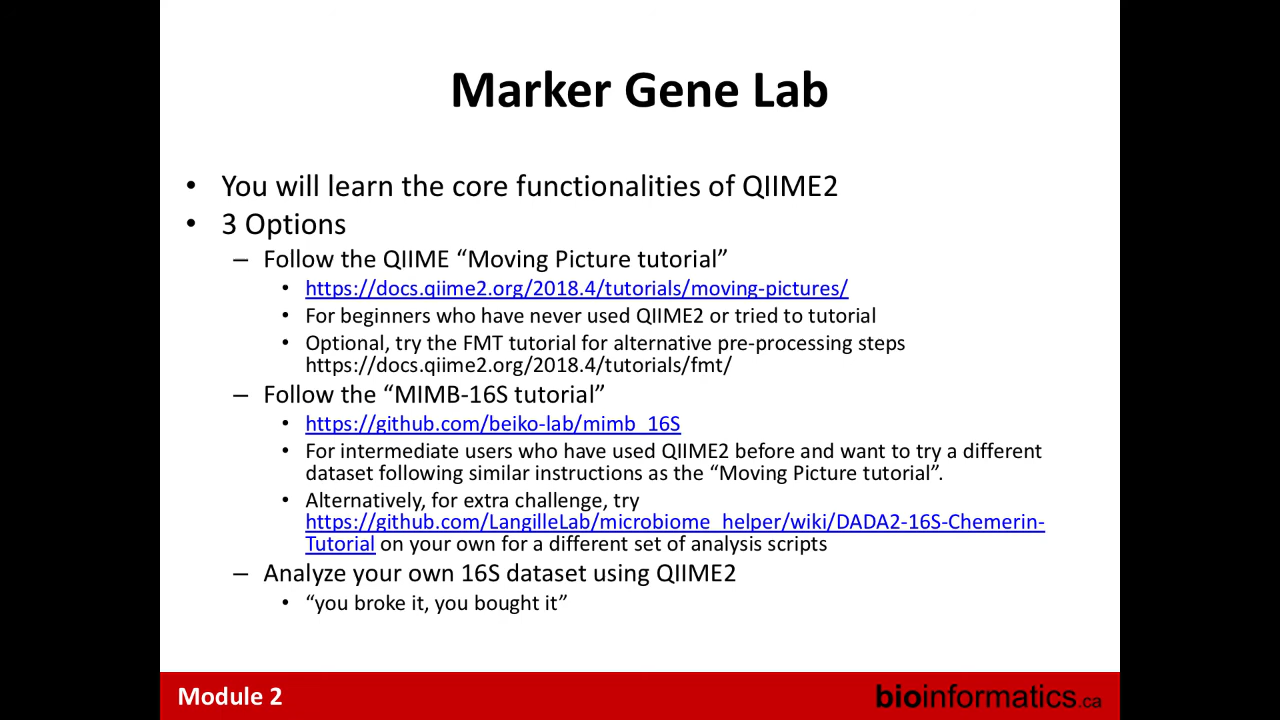 Marker Gene Lab
• You will learn the core functionalities of QIIME2
• 3 Options
– Follow the QIIME “Moving Picture tutorial”
• https://docs.qiime2.org/2018.4/tutorials/moving-pictures/
• For beginners who have never used QIIME2 or tried to tutorial
• Optional, try the FMT tutorial for alternative pre-processing steps
https://docs.qiime2.org/2018.4/tutorials/fmt/
– Follow the “MIMB-16S tutorial”
• https://github.com/beiko-lab/mimb_16S
• For intermediate users who have used QIIME2 before and want to try a different
dataset following similar instructions as the “Moving Picture tutorial”.
• Alternatively, for extra challenge, try
https://github.com/LangilleLab/microbiome_helper/wiki/DADA2-16S-Chemerin-
Tutorial on your own for a different set of analysis scripts
– Analyze your own 16S dataset using QIIME2
• “you broke it, you bought it”
Module 2
bioinformatics.ca